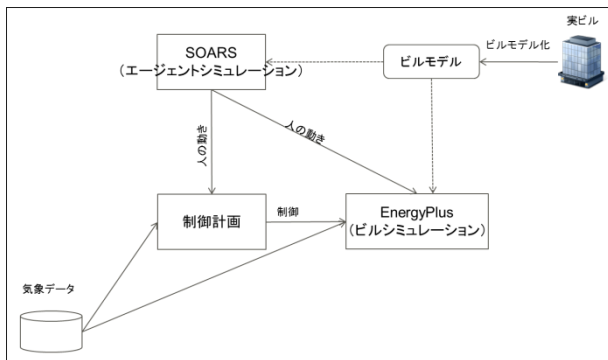 実ビル
SOARS
(エージェントシミュレーション)
ビルモデル
ビルモデル化
人の動き
人の動き
制御計画
制御
EnergyPlus
(ビルシミュレーション)
気象データ